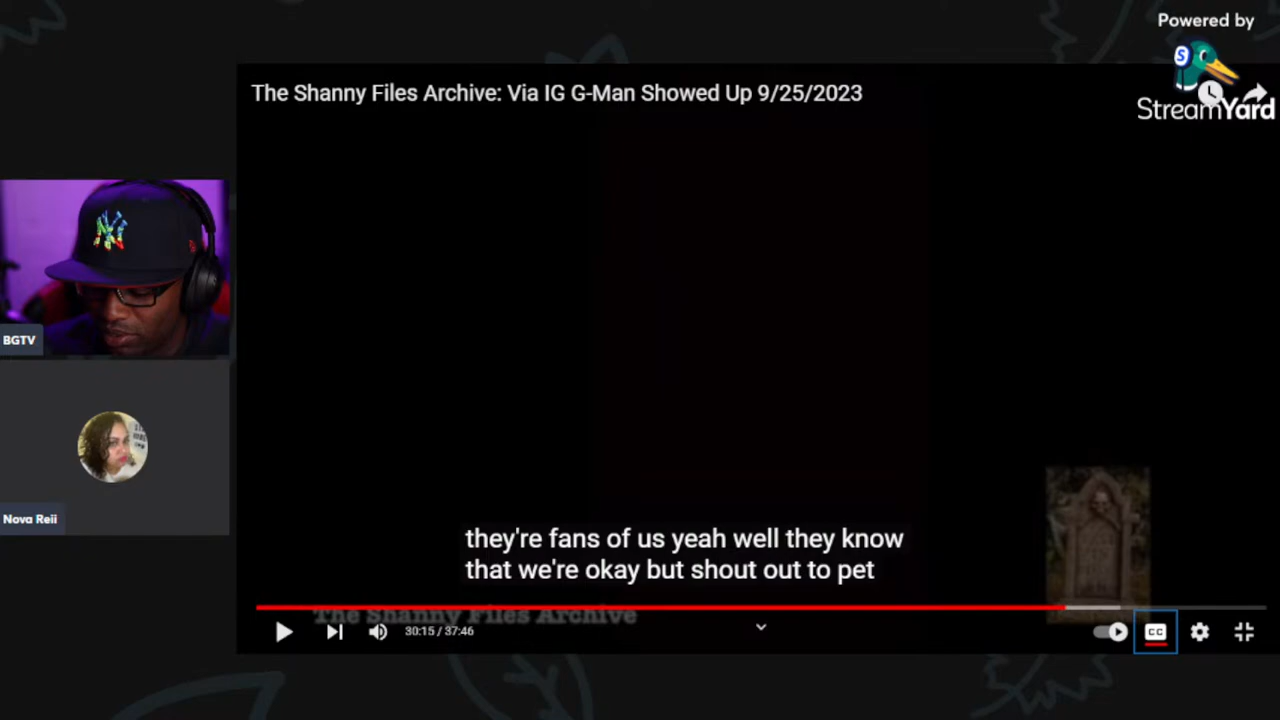 Powered by
StreamYard
The Shanny Files Archive: Via IG G-Man Showed Up 9/25/2023
NY
BGTV
Nova Reii
they're fans of us yeah well they know
that we're okay but shout out to pet
The Shanny Files Archive
30:15 / 37:46
CC